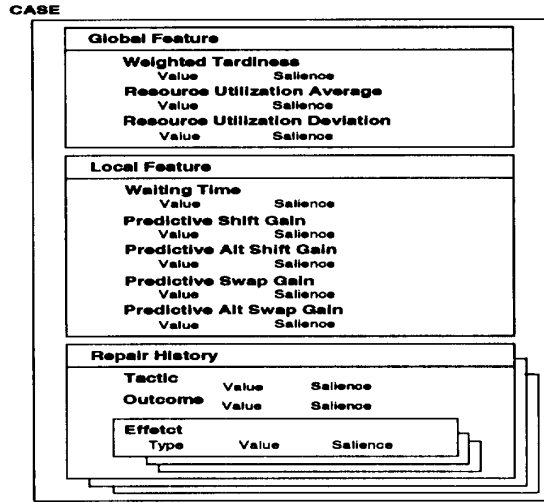 CASE
Global Feature
Weighted Tardiness
Value Salience
Resource Utilization Average
Value Salience
Resource Utilization Deviation
Value Salience
Local Feature
Waiting Time
Value Salience
Predictive Shift Gain
Value Salience
Predictive Alt Shift Gain
Value Salience
Predictive Swap Gain
Value Salience
Predictive Alt Swap Gain
Value Salience
Repair History
Tactic Value Salience
Outcome Value Salience
Effetct
Type Value Salience